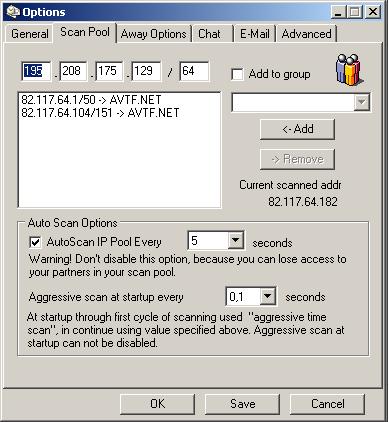 Options
General Scan Pool Away Options Chat E-Mail Advanced
195 . 208 . 175 . 129 / 64
Add to group
82.117.64.1/50 -> AVTF.NET
82.117.64.104/151 -> AVTF.NET
<- Add
-> Remove
Current scanned addr
82.117.64.182
Auto Scan Options
AutoScan IP Pool Every 5 seconds
Warning! Don't disable this option, because you can lose access to
your partners in your scan pool.
Aggressive scan at startup every 0,1 seconds
At startup through first cycle of scanning used "aggressive time
scan", in continue using value specified above. Aggressive scan at
startup can not be disabled.
OK Save Cancel